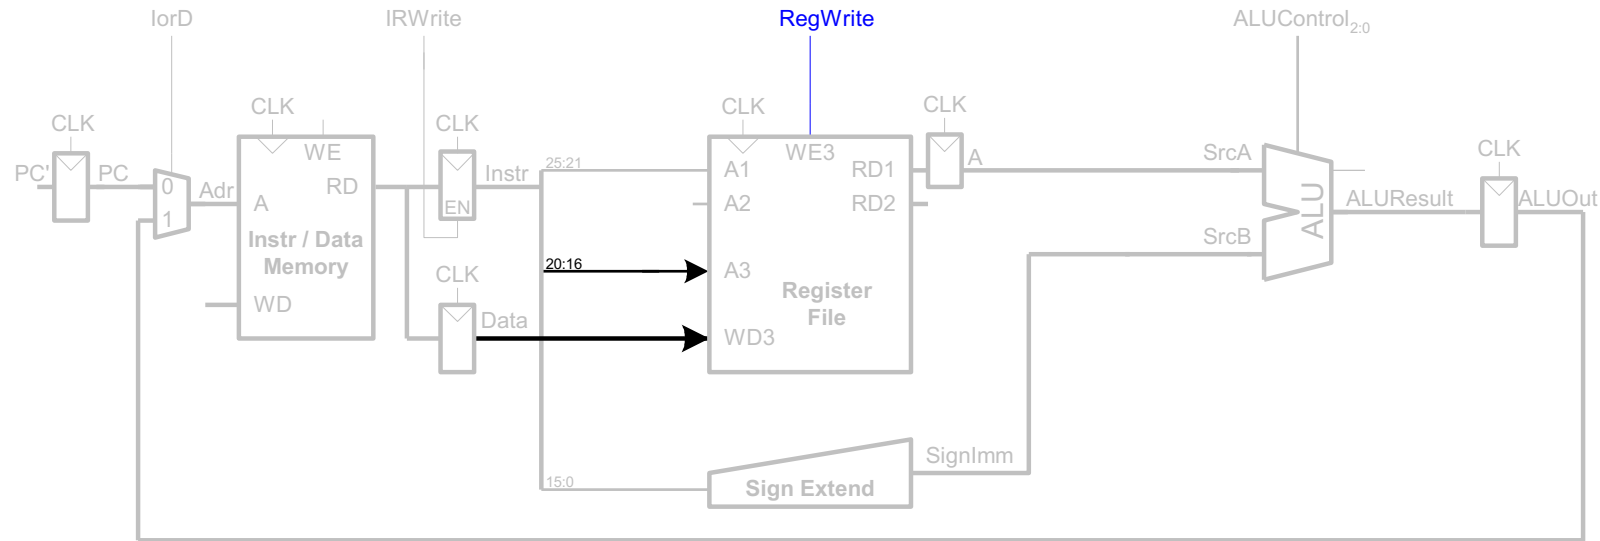 IorD
IRWrite
RegWrite
ALUControl2:0
CLK
CLK
CLK
CLK
CLK
CLK
PC'
PC
0
1
Adr
WE
RD
A
Instr / Data
Memory
WD
EN
Instr
25:21
20:16
15:0
CLK
Data
A1
A2
A3
WD3
WE3
RD1
RD2
Register
File
A
SrcA
SrcB
ALU
ALUResult
ALUOut
CLK
SignImm
Sign Extend